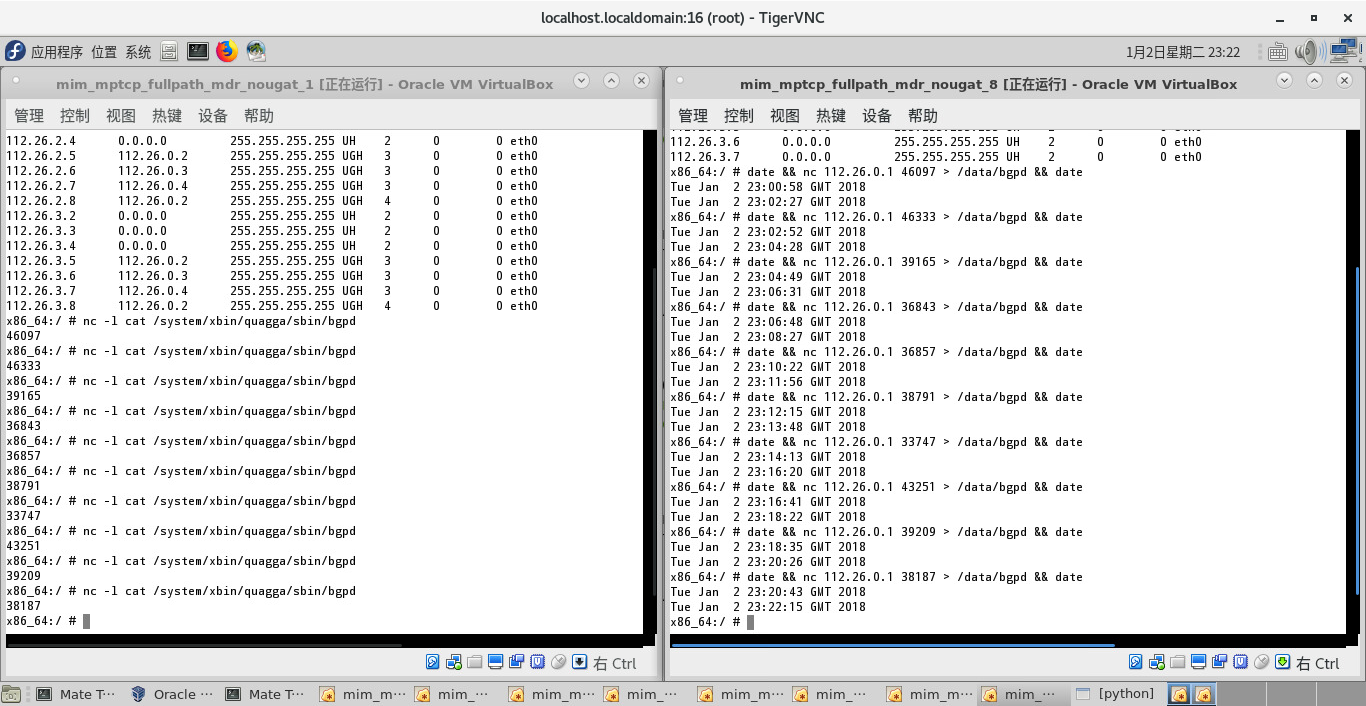 localhost.localdomain:16 (root) - TigerVNC
应用程序 位置 系统
1月2日星期二 23:22
mim_mptcp_fullpath_mdr_nougat_1 [正在运行] - Oracle VM VirtualBox
管理 控制 视图 热键 设备 帮助
112.26.2.4 0.0.0.0 255.255.255.255 UH 2 0 0 eth0
112.26.2.5 112.26.0.2 255.255.255.255 UGH 3 0 0 eth0
112.26.2.6 112.26.0.3 255.255.255.255 UGH 3 0 0 eth0
112.26.2.7 112.26.0.4 255.255.255.255 UGH 3 0 0 eth0
112.26.2.8 112.26.0.2 255.255.255.255 UGH 4 0 0 eth0
112.26.3.2 0.0.0.0 255.255.255.255 UH 2 0 0 eth0
112.26.3.3 0.0.0.0 255.255.255.255 UH 2 0 0 eth0
112.26.3.4 0.0.0.0 255.255.255.255 UH 2 0 0 eth0
112.26.3.5 112.26.0.2 255.255.255.255 UGH 3 0 0 eth0
112.26.3.6 112.26.0.3 255.255.255.255 UGH 3 0 0 eth0
112.26.3.7 112.26.0.4 255.255.255.255 UGH 3 0 0 eth0
112.26.3.8 112.26.0.2 255.255.255.255 UGH 4 0 0 eth0
x86_64:/ # nc -l cat /system/xbin/quagga/sbin/bgpd
46097
x86_64:/ # nc -l cat /system/xbin/quagga/sbin/bgpd
46333
x86_64:/ # nc -l cat /system/xbin/quagga/sbin/bgpd
39165
x86_64:/ # nc -l cat /system/xbin/quagga/sbin/bgpd
36843
x86_64:/ # nc -l cat /system/xbin/quagga/sbin/bgpd
36857
x86_64:/ # nc -l cat /system/xbin/quagga/sbin/bgpd
38791
x86_64:/ # nc -l cat /system/xbin/quagga/sbin/bgpd
33747
x86_64:/ # nc -l cat /system/xbin/quagga/sbin/bgpd
43251
x86_64:/ # nc -l cat /system/xbin/quagga/sbin/bgpd
39209
x86_64:/ # nc -l cat /system/xbin/quagga/sbin/bgpd
38187
x86_64:/ #
右 Ctrl
mim_mptcp_fullpath_mdr_nougat_8 [正在运行] - Oracle VM VirtualBox
管理 控制 视图 热键 设备 帮助
112.26.3.6 0.0.0.0 255.255.255.255 UH 2 0 0 eth0
112.26.3.7 0.0.0.0 255.255.255.255 UH 2 0 0 eth0
x86_64:/ # date && nc 112.26.0.1 46097 > /data/bgpd && date
Tue Jan 2 23:00:58 GMT 2018
Tue Jan 2 23:02:27 GMT 2018
x86_64:/ # date && nc 112.26.0.1 46333 > /data/bgpd && date
Tue Jan 2 23:02:52 GMT 2018
Tue Jan 2 23:04:28 GMT 2018
x86_64:/ # date && nc 112.26.0.1 39165 > /data/bgpd && date
Tue Jan 2 23:04:49 GMT 2018
Tue Jan 2 23:06:31 GMT 2018
x86_64:/ # date && nc 112.26.0.1 36843 > /data/bgpd && date
Tue Jan 2 23:06:48 GMT 2018
Tue Jan 2 23:08:27 GMT 2018
x86_64:/ # date && nc 112.26.0.1 36857 > /data/bgpd && date
Tue Jan 2 23:10:22 GMT 2018
Tue Jan 2 23:11:56 GMT 2018
x86_64:/ # date && nc 112.26.0.1 38791 > /data/bgpd && date
Tue Jan 2 23:12:15 GMT 2018
Tue Jan 2 23:13:48 GMT 2018
x86_64:/ # date && nc 112.26.0.1 33747 > /data/bgpd && date
Tue Jan 2 23:14:13 GMT 2018
Tue Jan 2 23:16:20 GMT 2018
x86_64:/ # date && nc 112.26.0.1 43251 > /data/bgpd && date
Tue Jan 2 23:16:41 GMT 2018
Tue Jan 2 23:18:22 GMT 2018
x86_64:/ # date && nc 112.26.0.1 39209 > /data/bgpd && date
Tue Jan 2 23:18:35 GMT 2018
Tue Jan 2 23:20:26 GMT 2018
x86_64:/ # date && nc 112.26.0.1 38187 > /data/bgpd && date
Tue Jan 2 23:20:43 GMT 2018
Tue Jan 2 23:22:15 GMT 2018
x86_64:/ #
右 Ctrl
Mate T··· Oracle ··· Mate T··· mim_m··· mim_··· mim_m··· mim_··· mim_m··· mim_··· mim_m··· mim_··· [python]